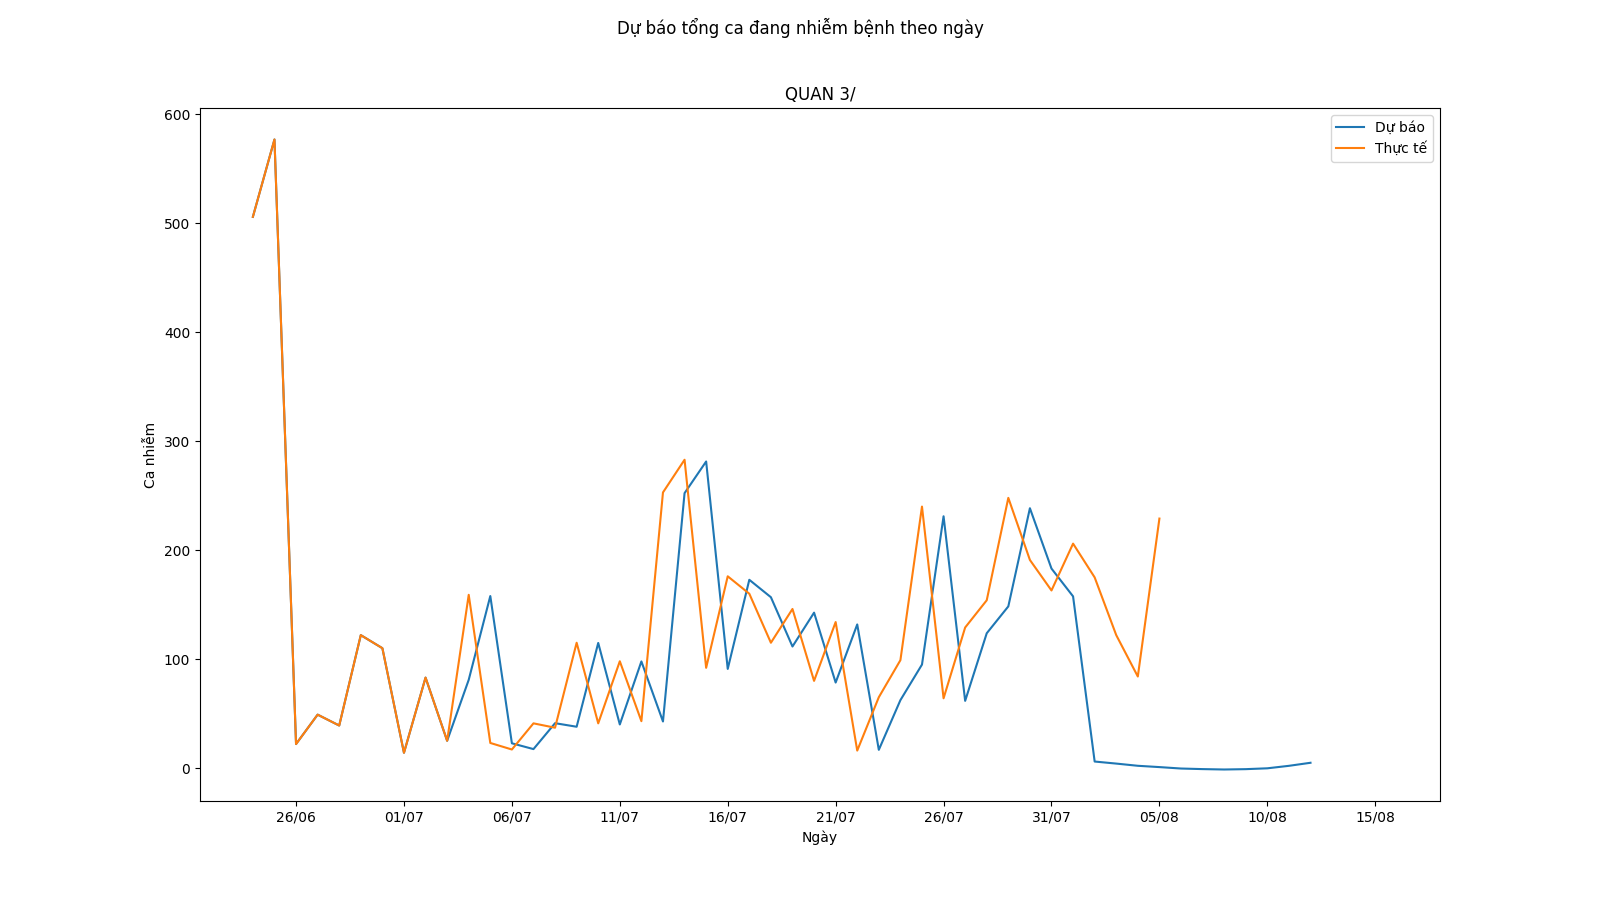 Dự báo tổng ca đang nhiễm bệnh theo ngày
QUAN 3/
Dự báo
Thực tế
Ca nhiễm
600
500
400
300
200
100
0
26/06 01/07 06/07 11/07 16/07 21/07 26/07 31/07 05/08 10/08 15/08
Ngày